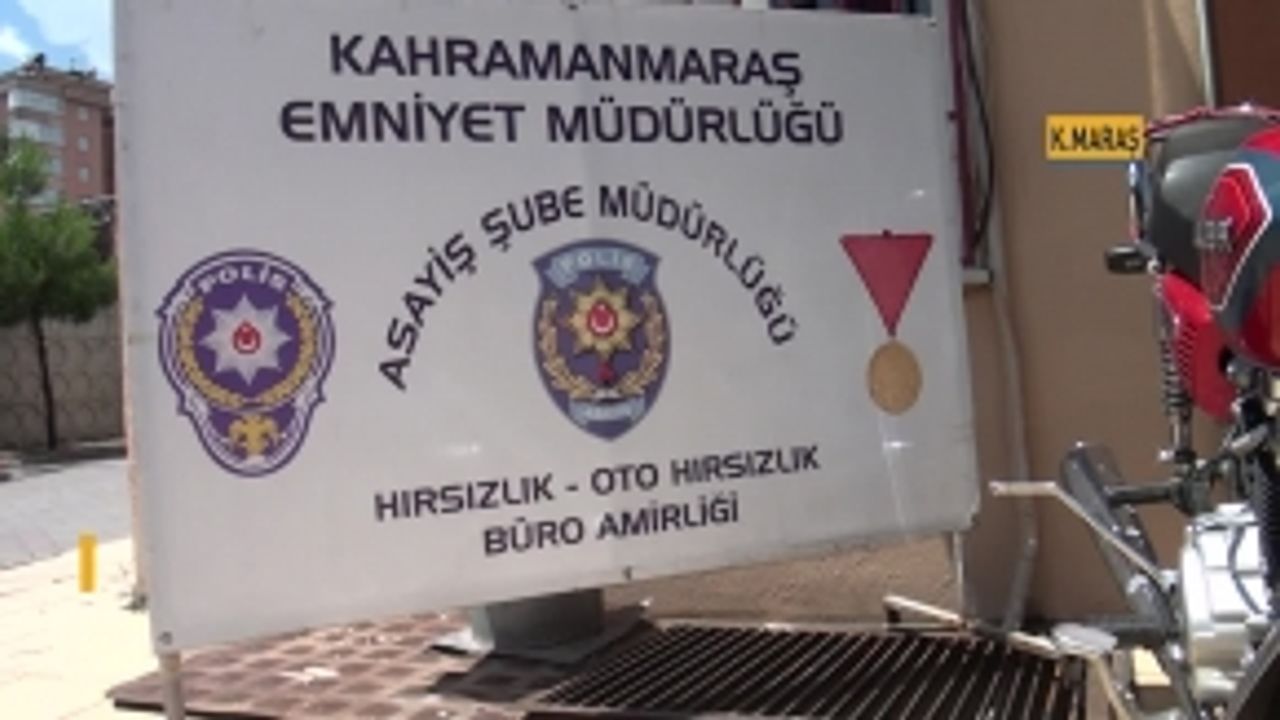 KAHRAMANMARAŞ
EMNİYET MÜDÜRLÜĞÜ
K.MARAŞ
ASAYİŞ ŞUBE MÜDÜRLÜĞÜ
POLİS
POLİS
HIRSIZLIK - OTO HIRSIZLIK
BÜRO AMİRLİĞİ